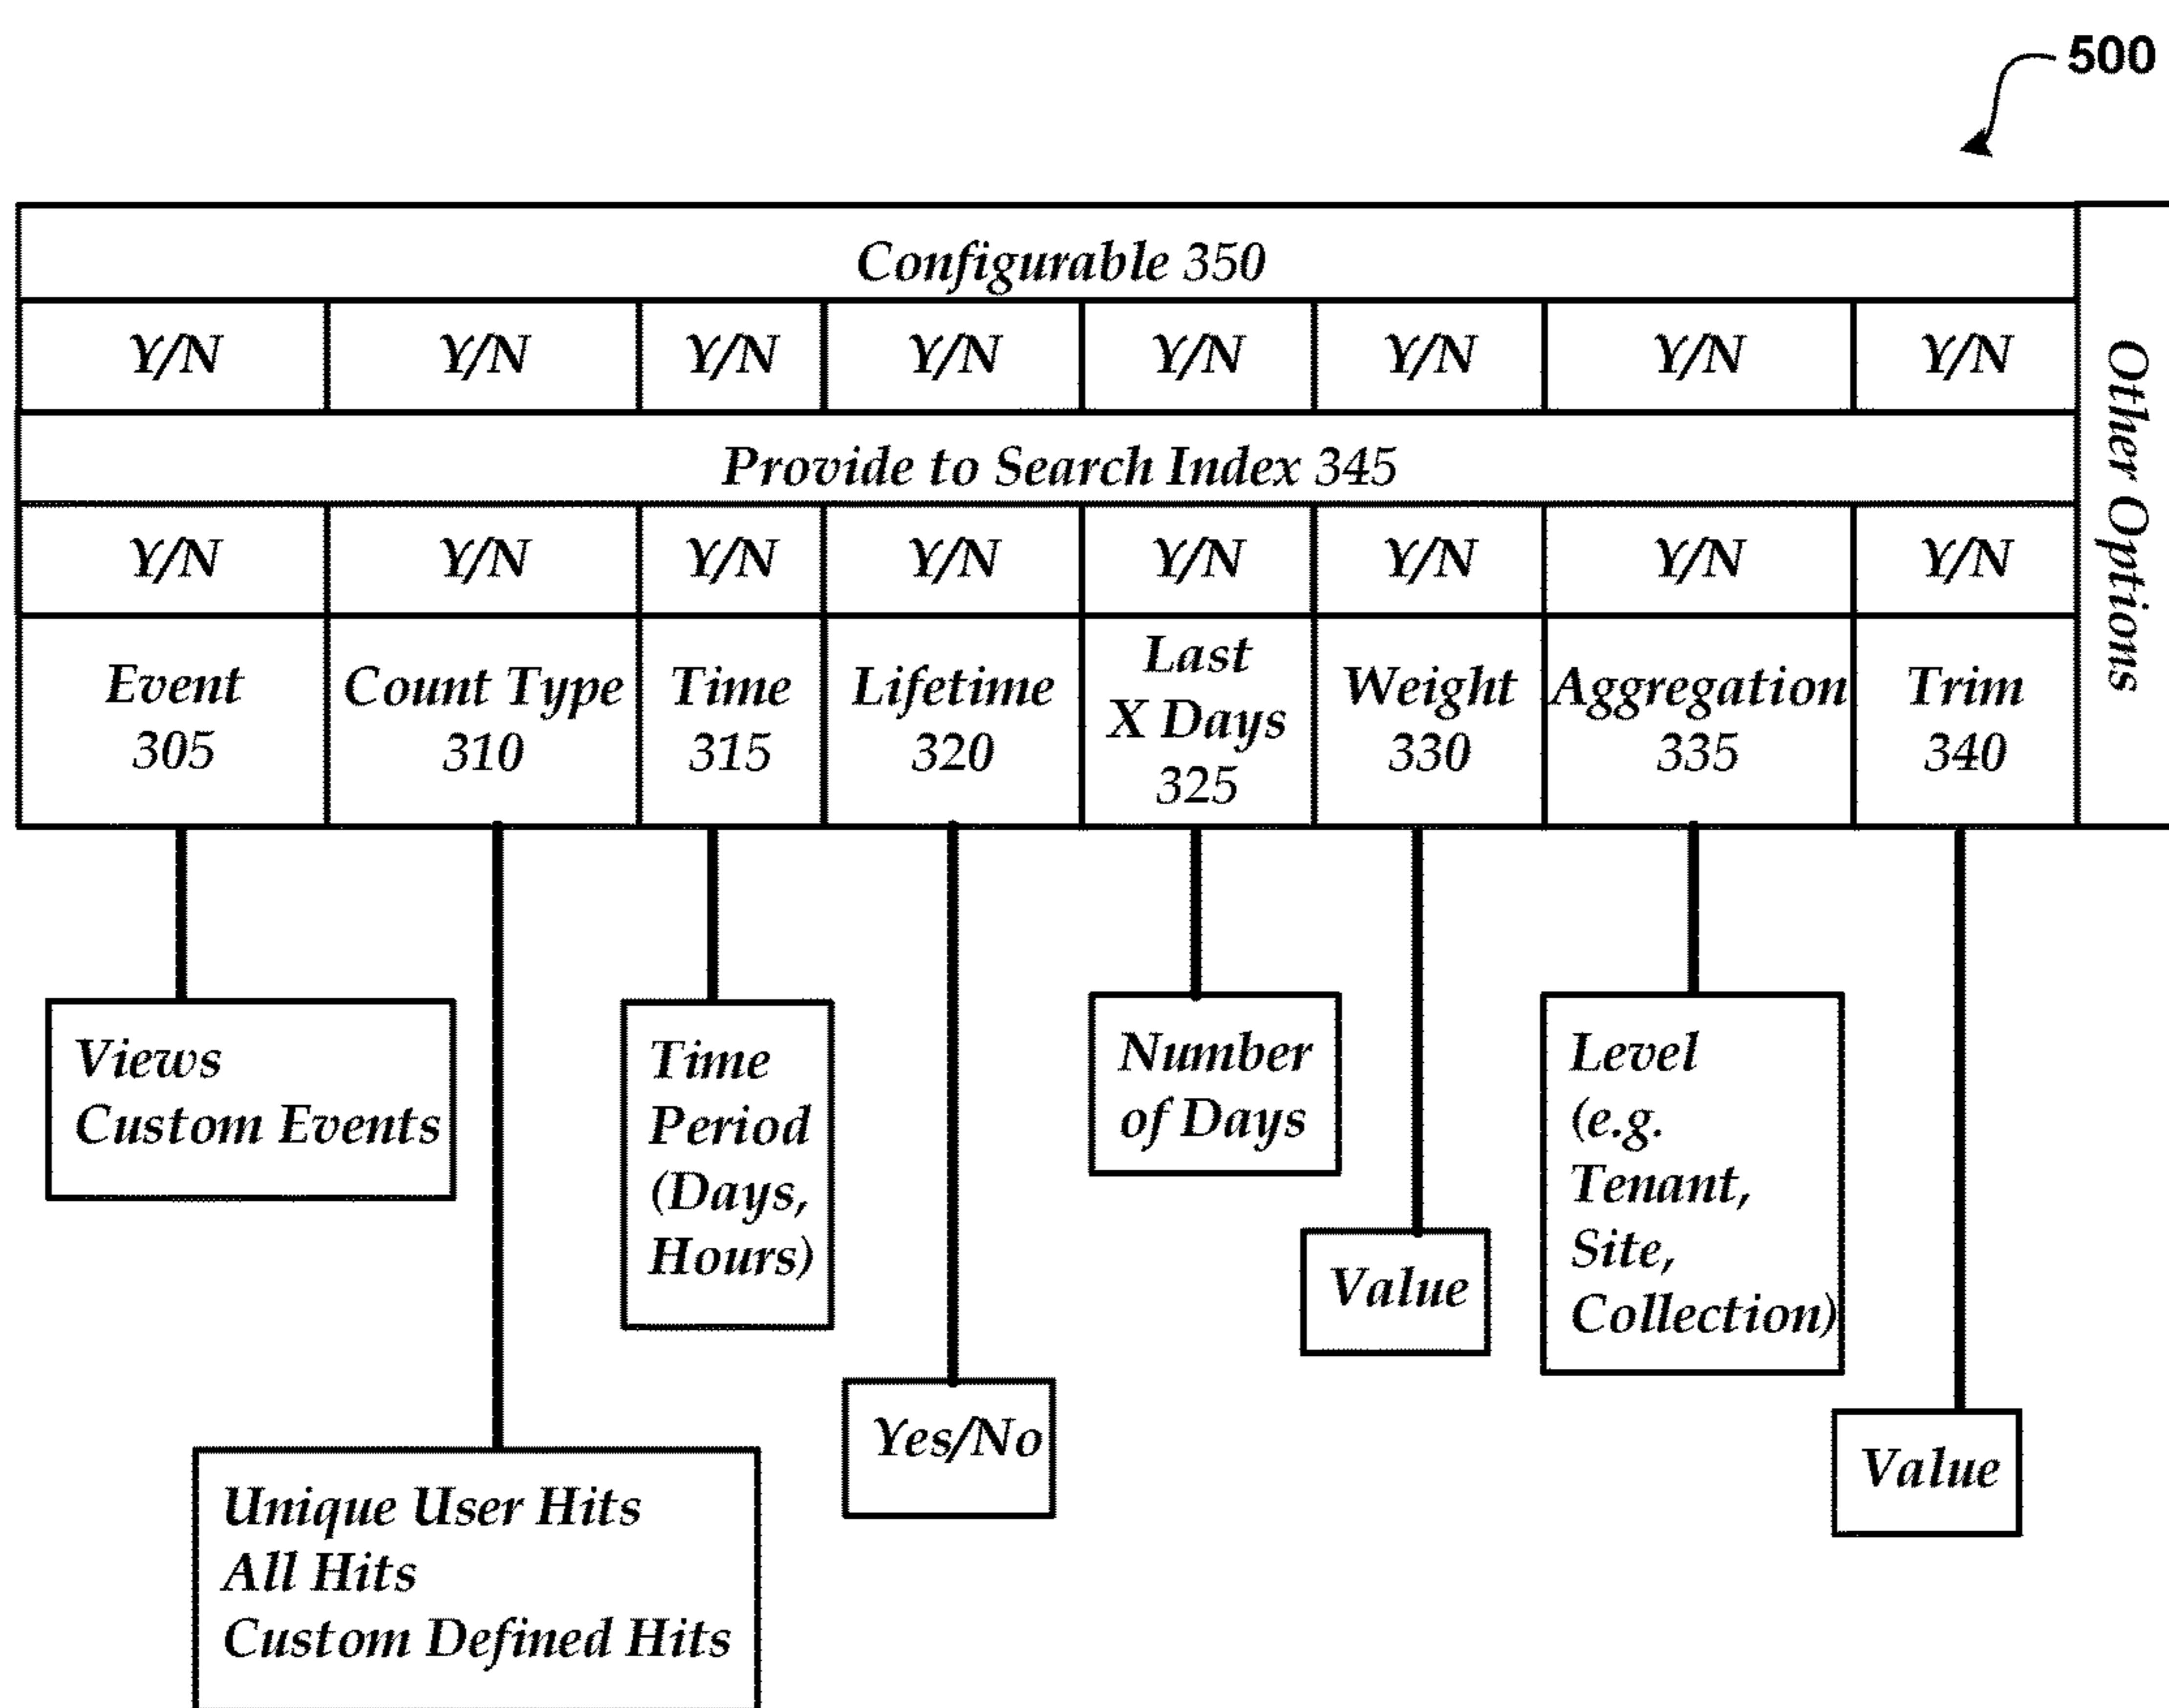 500
Configurable 350
Y/N Y/N Y/N Y/N Y/N Y/N Y/N Y/N
Provide to Search Index 345
Y/N Y/N Y/N Y/N Y/N Y/N Y/N Y/N
Event
305
Count Type
310
Time
315
Lifetime
320
Last
X Days
325
Weight
330
Aggregation
335
Trim
340
Other Options
Views
Custom Events
Unique User Hits
All Hits
Custom Defined Hits
Time
Period
(Days,
Hours)
Yes/No
Number
of Days
Value
Level
(e.g.
Tenant,
Site,
Collection)
Value